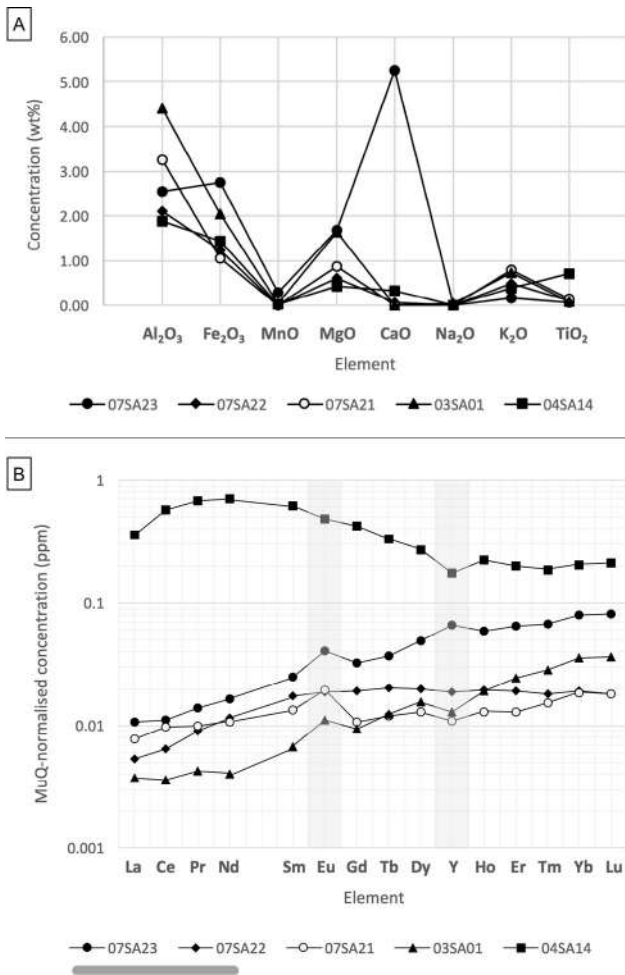 A
Concentration (wt%)
6.00
5.00
4.00
3.00
2.00
1.00
0.00
Al₂O₃ Fe₂O₃ MnO MgO CaO Na₂O K₂O TiO₂
Element
07SA23 07SA22 07SA21 03SA01 04SA14
B
MuQ-normalised concentration (ppm)
1
0.1
0.01
0.001
La Ce Pr Nd Sm Eu Gd Tb Dy Y Ho Er Tm Yb Lu
Element
07SA23 07SA22 07SA21 03SA01 04SA14